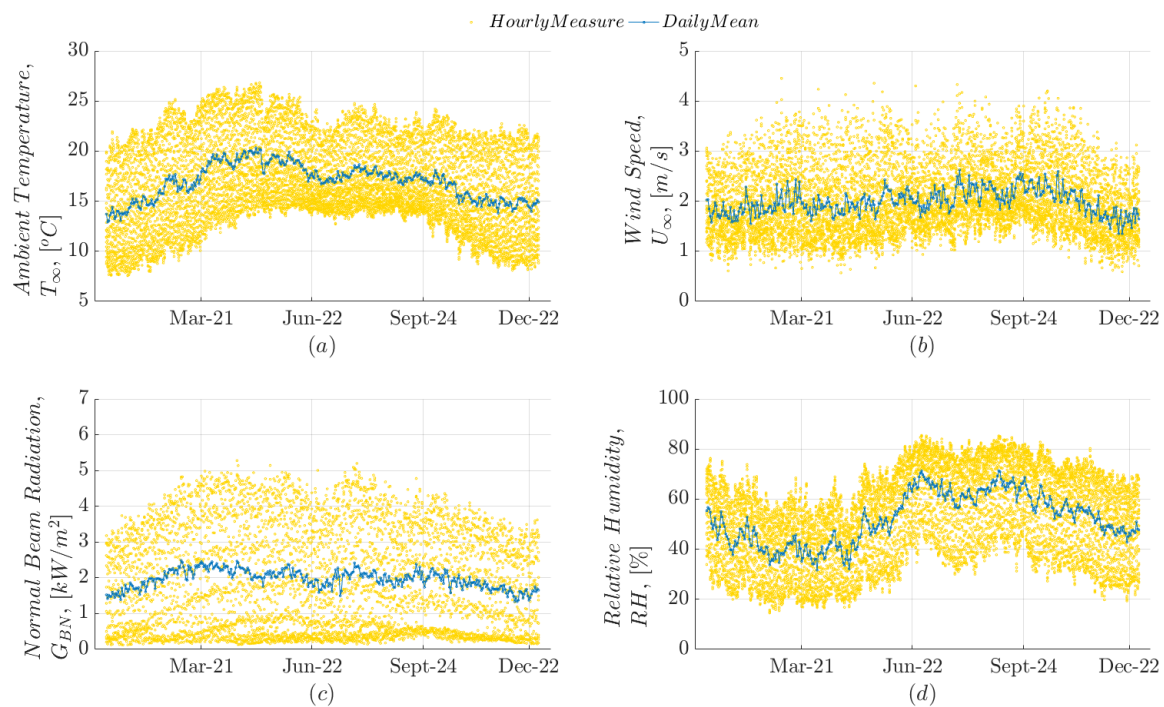 HourlyMeasure DailyMean
Ambient Temperature,
T∞, [°C]
30
25
20
15
10
5
Mar-21 Jun-22 Sept-24 Dec-22
(a)
Wind Speed,
U∞, [m/s]
5
4
3
2
1
0
Mar-21 Jun-22 Sept-24 Dec-22
(b)
Normal Beam Radiation,
G_BN, [kW/m²]
7
6
5
4
3
2
1
0
Mar-21 Jun-22 Sept-24 Dec-22
(c)
Relative Humidity,
RH, [%]
100
80
60
40
20
0
Mar-21 Jun-22 Sept-24 Dec-22
(d)